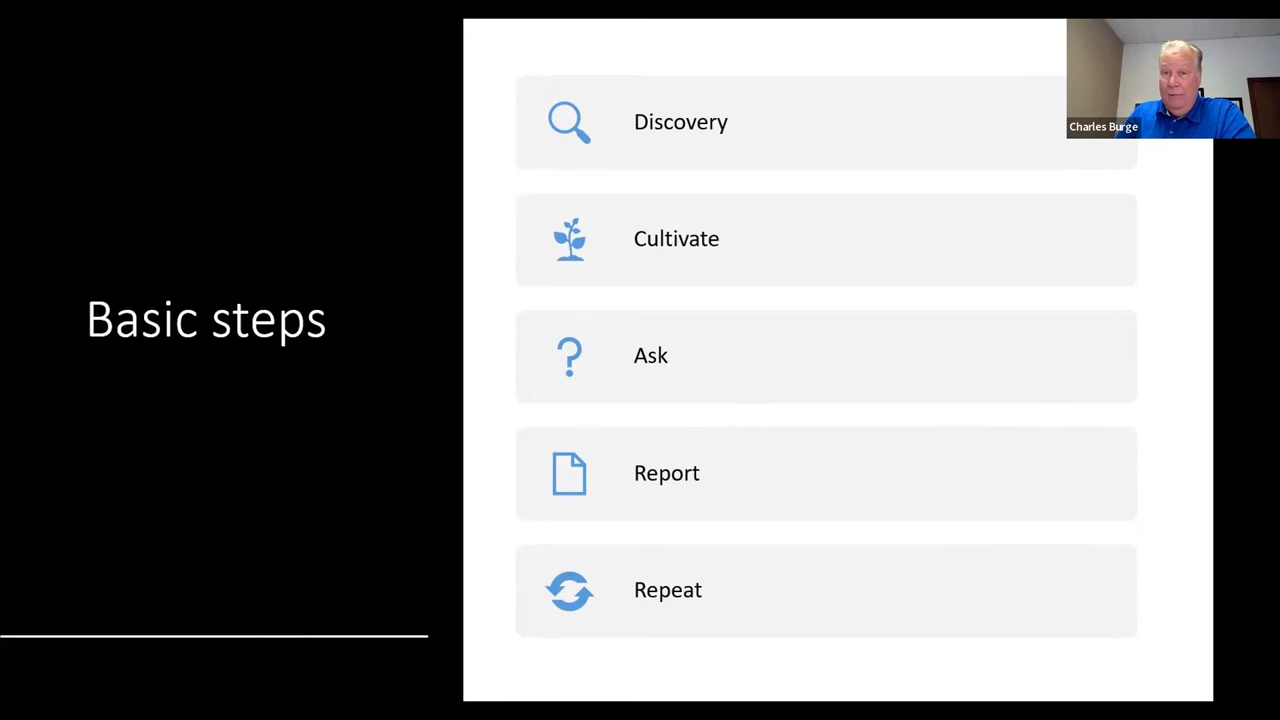 Basic steps
Discovery
Cultivate
Ask
Report
Repeat
Charles Burge